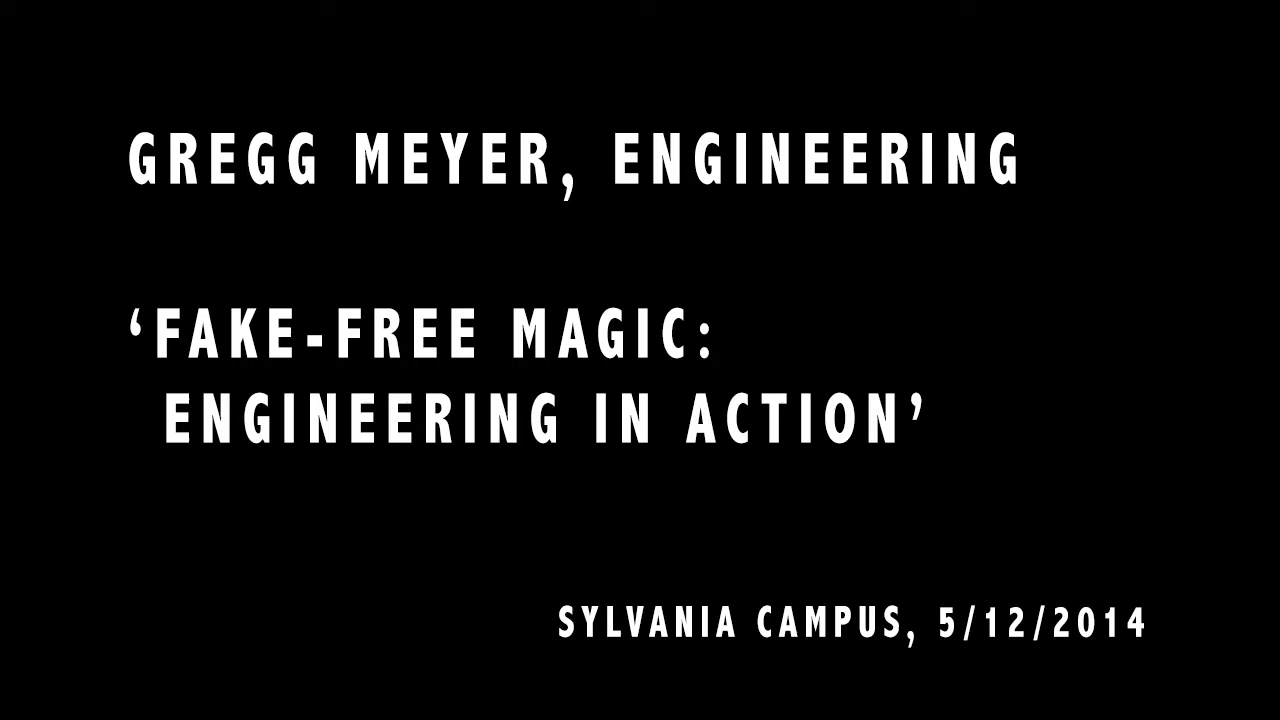 GREGG MEYER, ENGINEERING
‘FAKE-FREE MAGIC:
ENGINEERING IN ACTION’
SYLVANIA CAMPUS, 5/12/2014